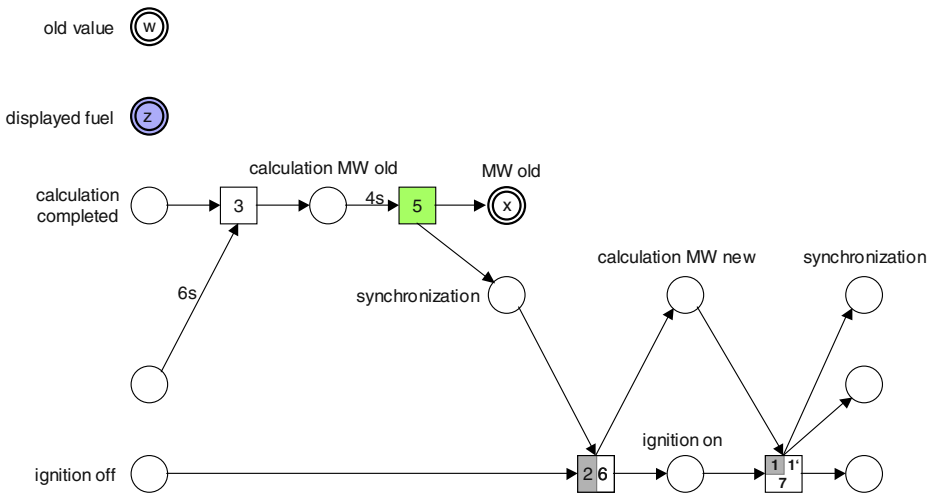 old value
w
displayed fuel
z
calculation MW old
MW old
calculation
completed
3
4s
5
x
calculation MW new
synchronization
6s
synchronization
ignition on
ignition off
2 6
1 1'
7